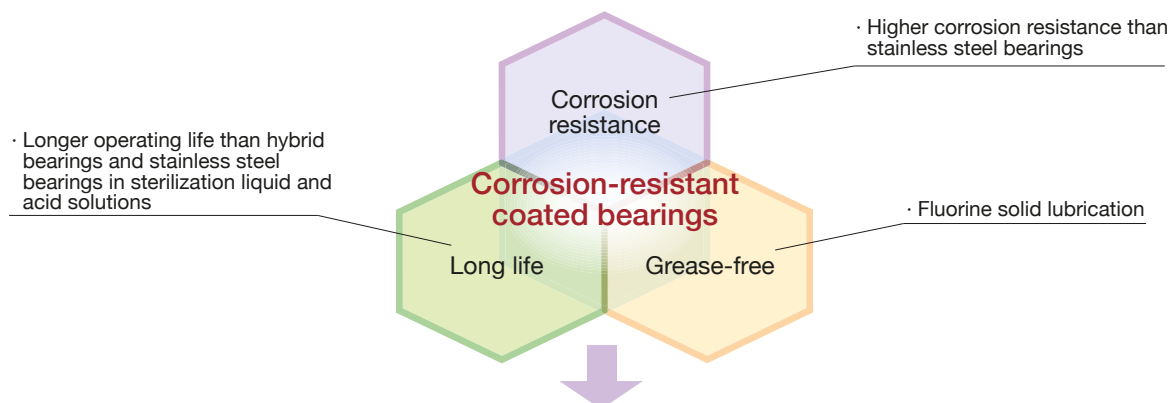 · Higher corrosion resistance than
stainless steel bearings
Corrosion
resistance
· Longer operating life than hybrid
bearings and stainless steel
bearings in sterilization liquid and
acid solutions
Corrosion-resistant
coated bearings
· Fluorine solid lubrication
Long life
Grease-free